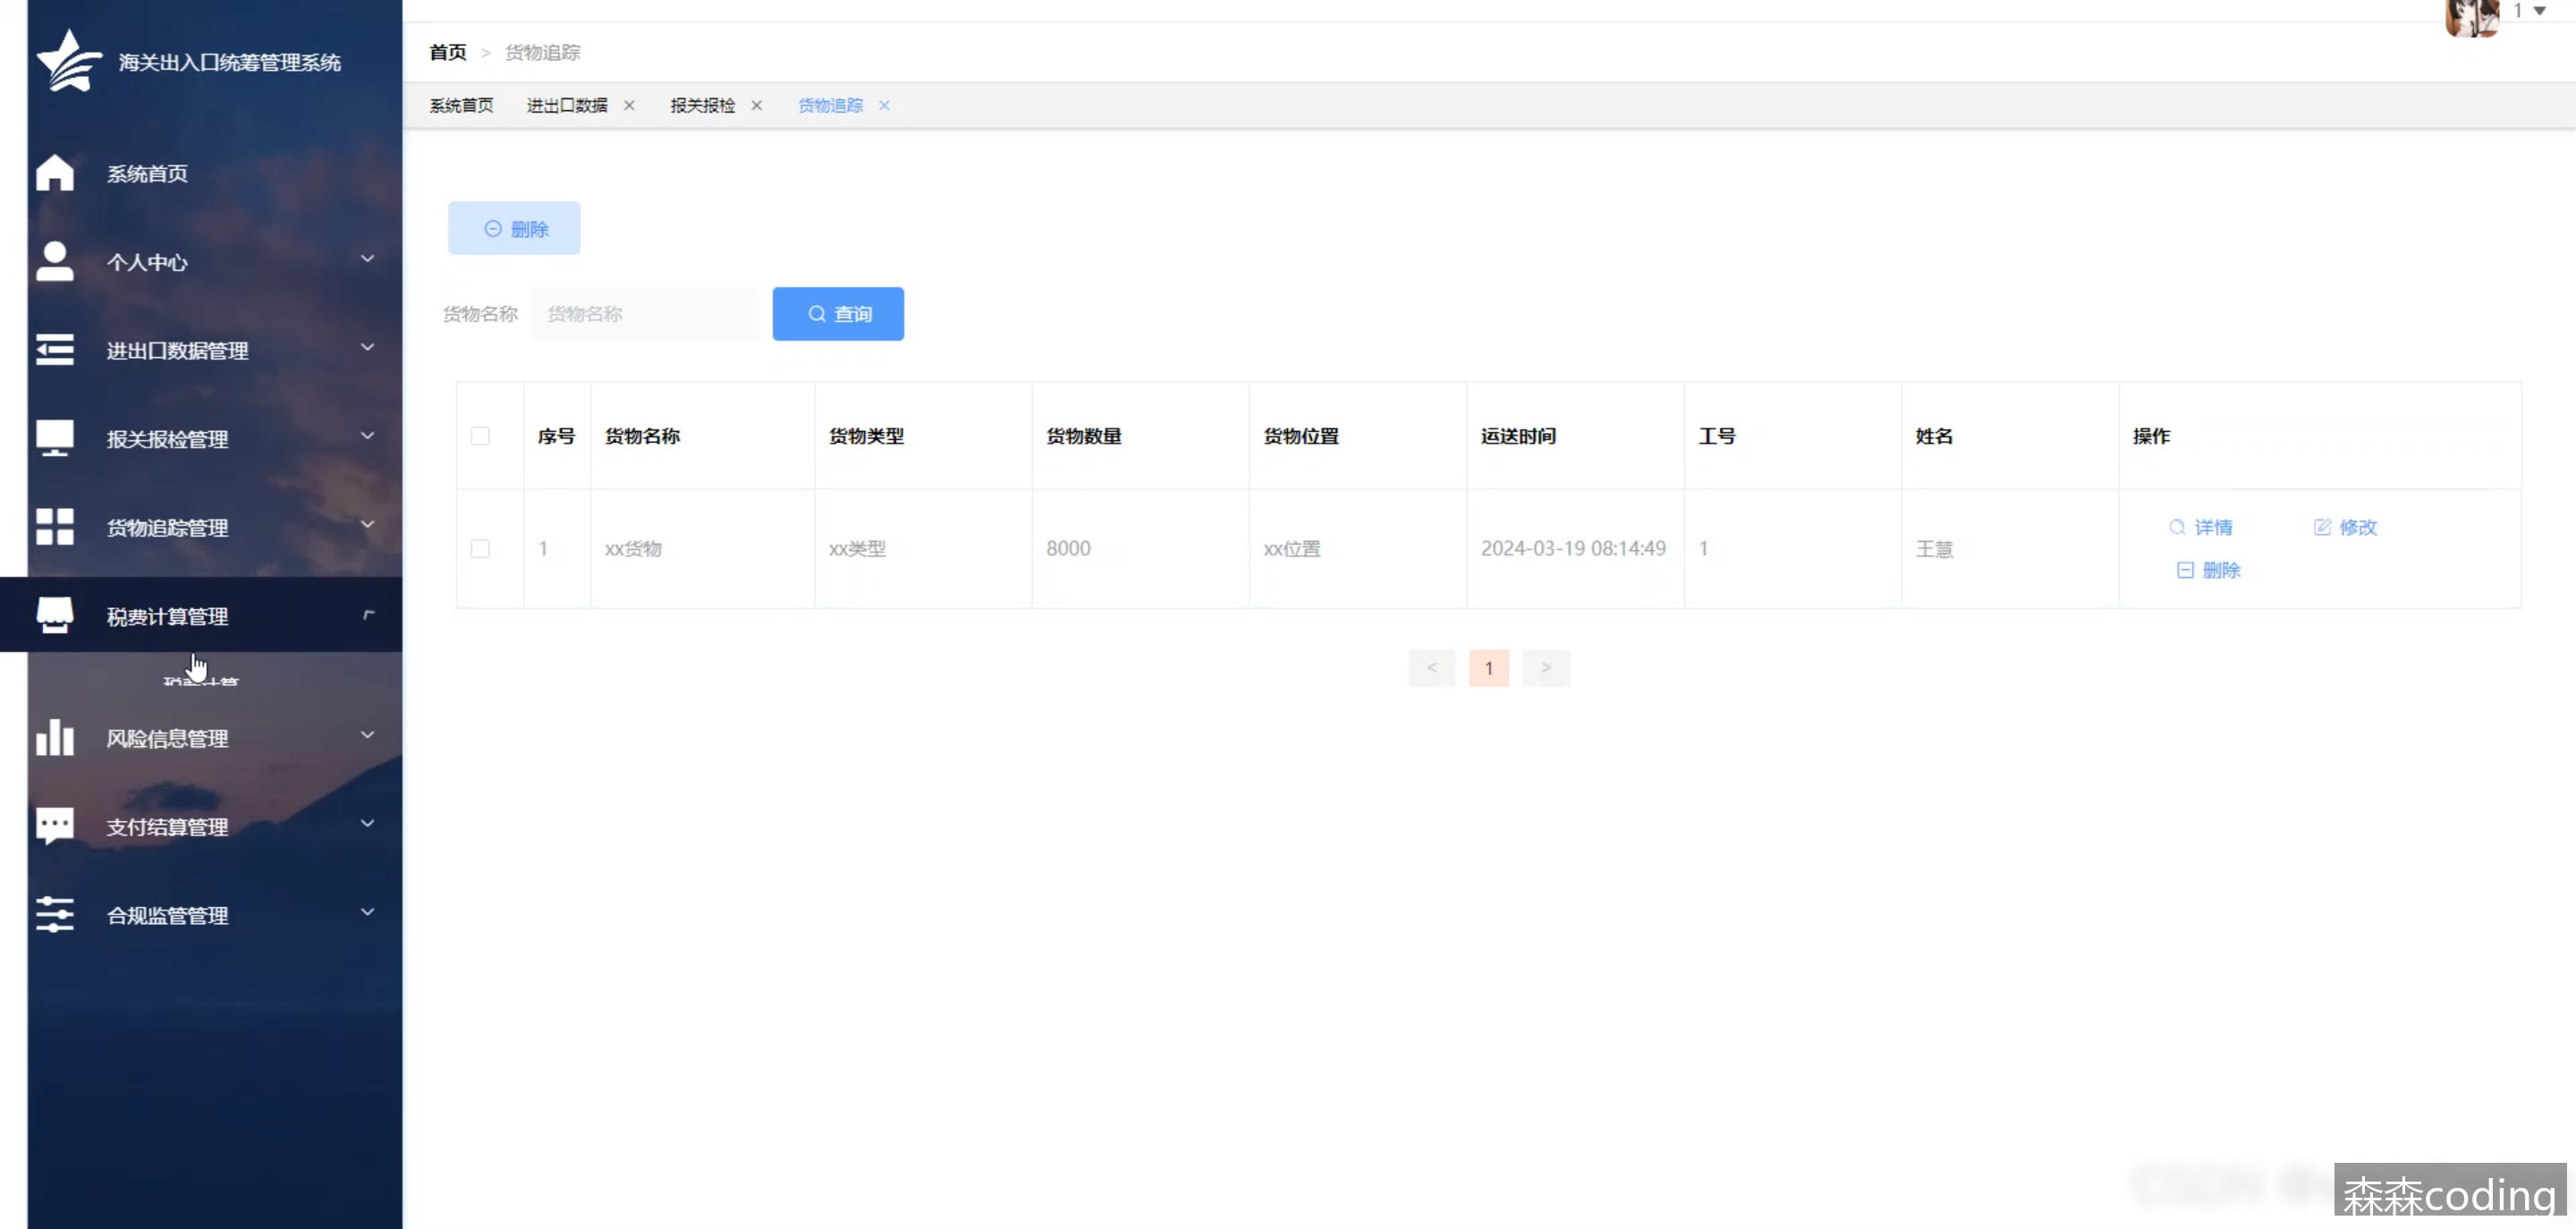 海关出入口统筹管理系统
1
首页 > 货物追踪
系统首页 进出口数据 × 报关报检 × 货物追踪 ×
系统首页
个人中心
进出口数据管理
报关报检管理
货物追踪管理
税费计算管理
税费计算
风险信息管理
支付结算管理
合规监管管理
删除
货物名称 货物名称 查询
序号 货物名称 货物类型 货物数量 货物位置 运送时间 工号 姓名 操作
1 xx货物 xx类型 8000 xx位置 2024-03-19 08:14:49 1 王慧 详情 修改
删除
< 1 >
CSDN
森森coding